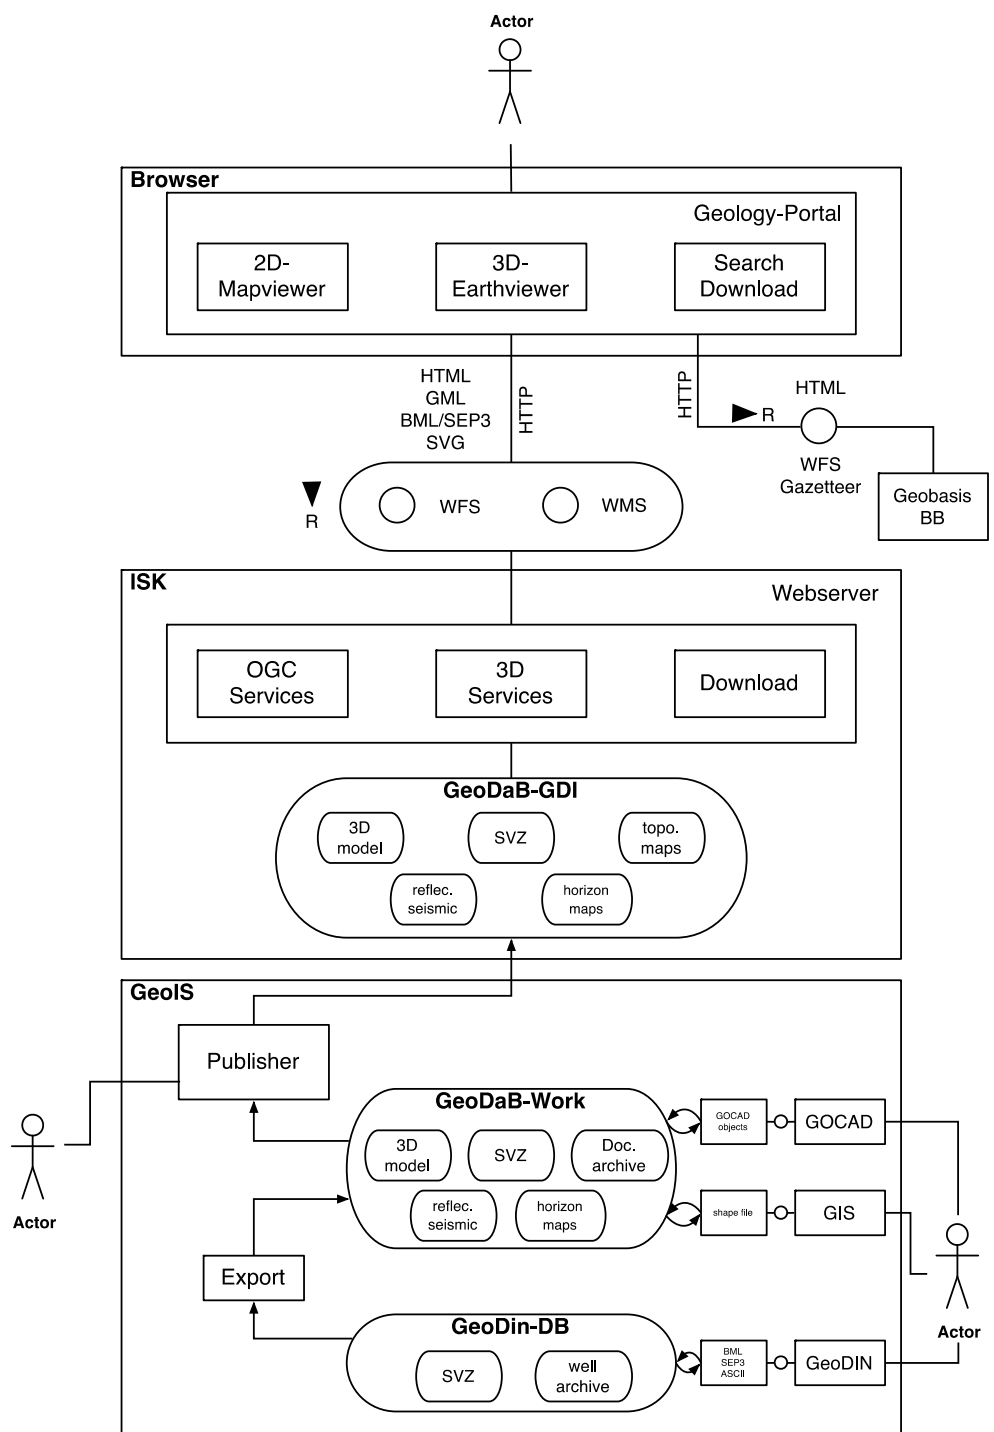 Actor
Browser
Geology-Portal
2D-
Mapviewer
3D-
Earthviewer
Search
Download
HTML
GML
BML/SEP3
SVG
HTTP
HTTP
R
HTML
WFS
Gazetteer
Geobasis
BB
R
WFS
WMS
ISK
Webserver
OGC
Services
3D
Services
Download
GeoDaB-GDI
3D
model
SVZ
topo.
maps
reflec.
seismic
horizon
maps
GeoIS
Publisher
Actor
GeoDaB-Work
3D
model
SVZ
Doc.
archive
reflec.
seismic
horizon
maps
GOCAD
objects
GOCAD
shape file
GIS
Export
Actor
GeoDin-DB
SVZ
well
archive
BML
SEP3
ASCII
GeoDIN